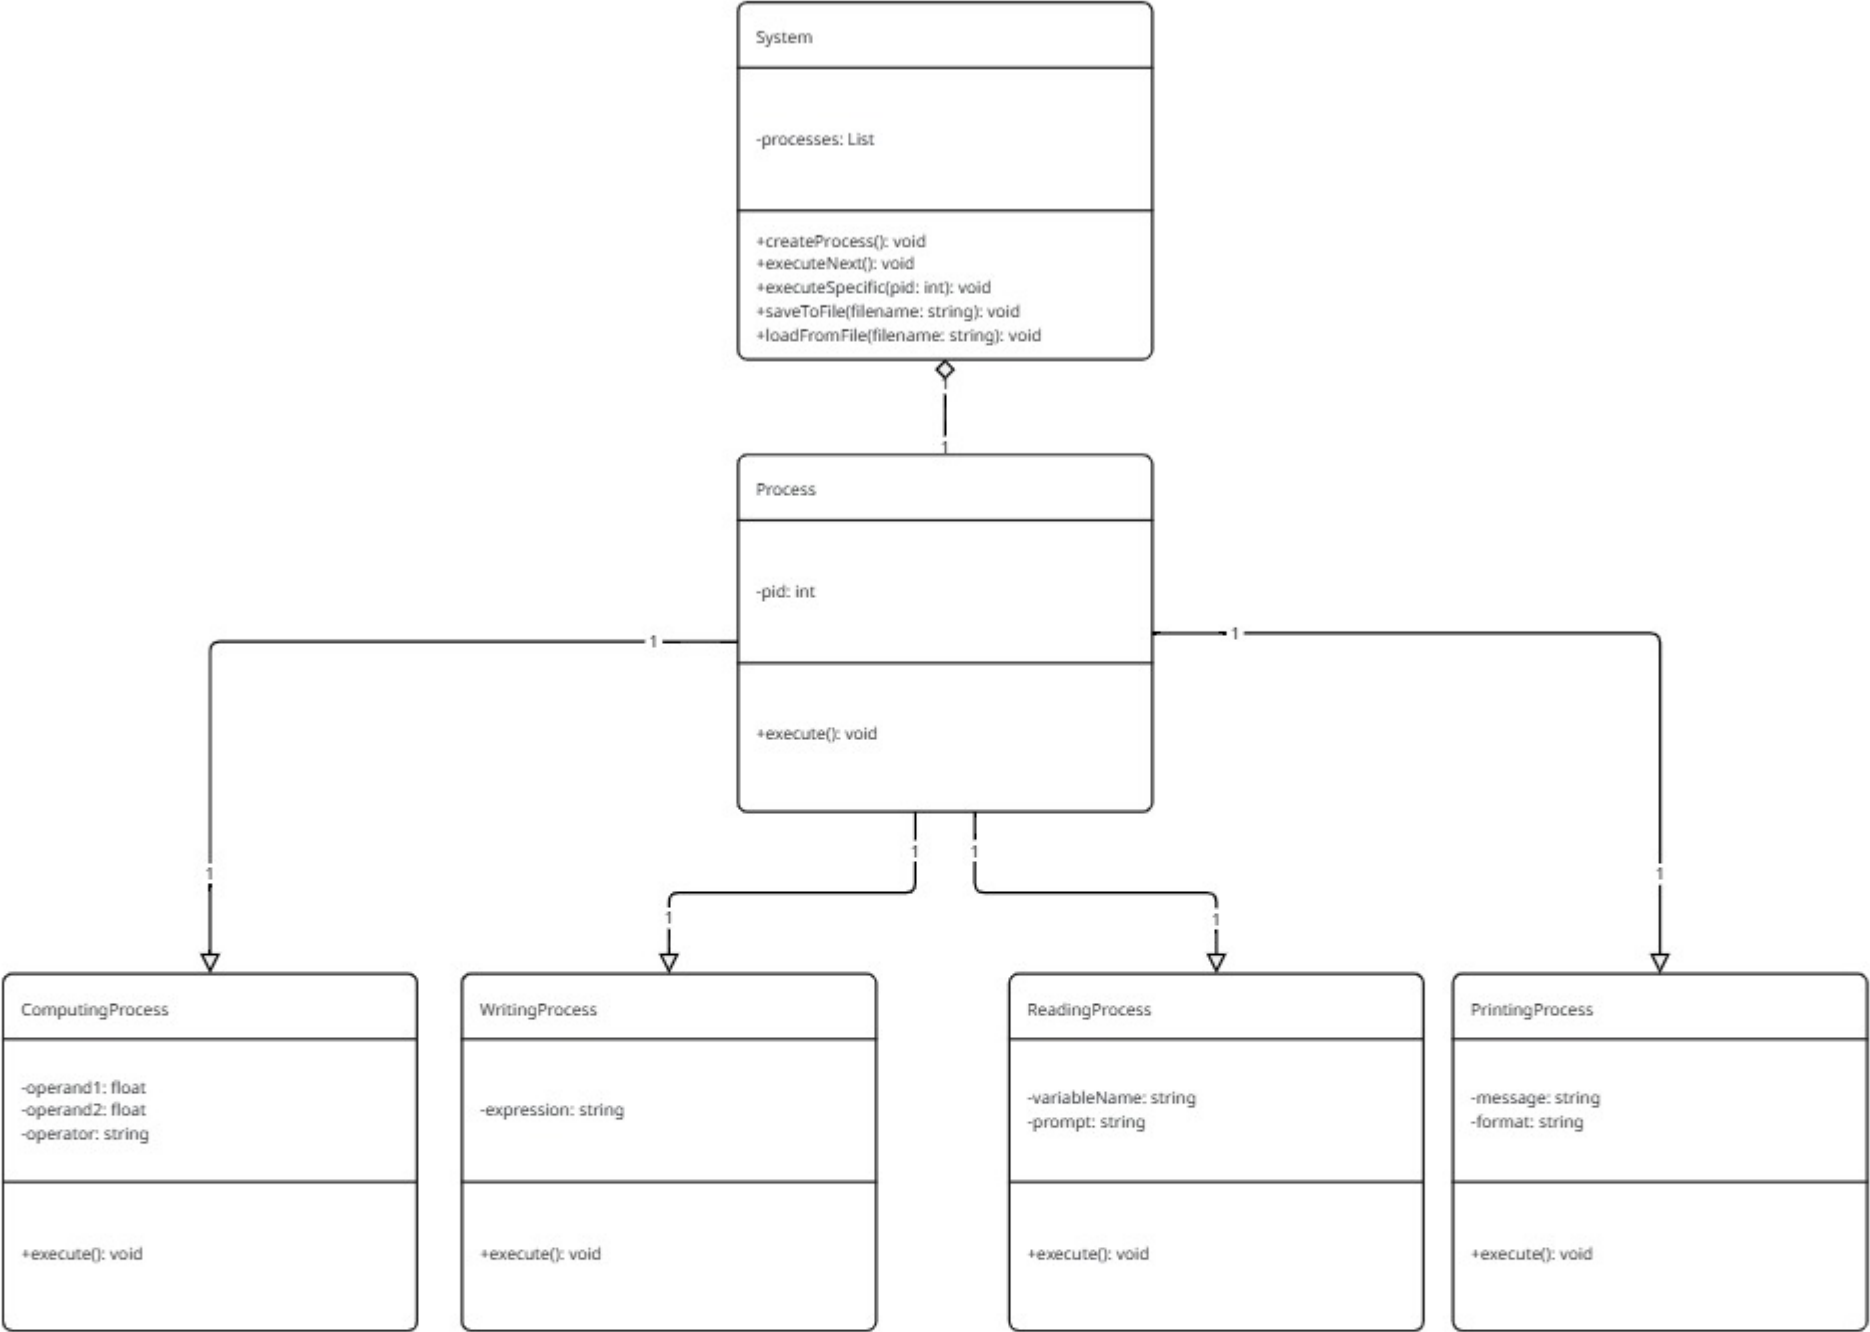 System
-processes: List
+createProcess(): void
+executeNext(): void
+executeSpecific(pid: int): void
+saveToFile(filename: string): void
+loadFromFile(filename: string): void
1
Process
-pid: int
+execute(): void
1
1
1
1
1
1
1
1
ComputingProcess
-operand1: float
-operand2: float
-operator: string
+execute(): void
WritingProcess
-expression: string
+execute(): void
ReadingProcess
-variableName: string
-prompt: string
+execute(): void
PrintingProcess
-message: string
-format: string
+execute(): void